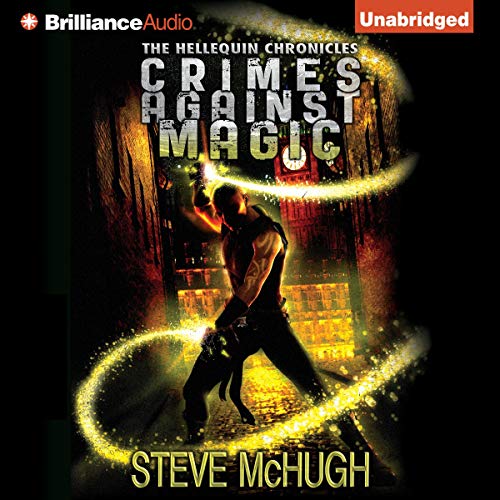 BrillianceAudio
Unabridged
THE HELLEQUIN CHRONICLES
CRIMES
AGAINST
MAGIC
STEVE McHUGH